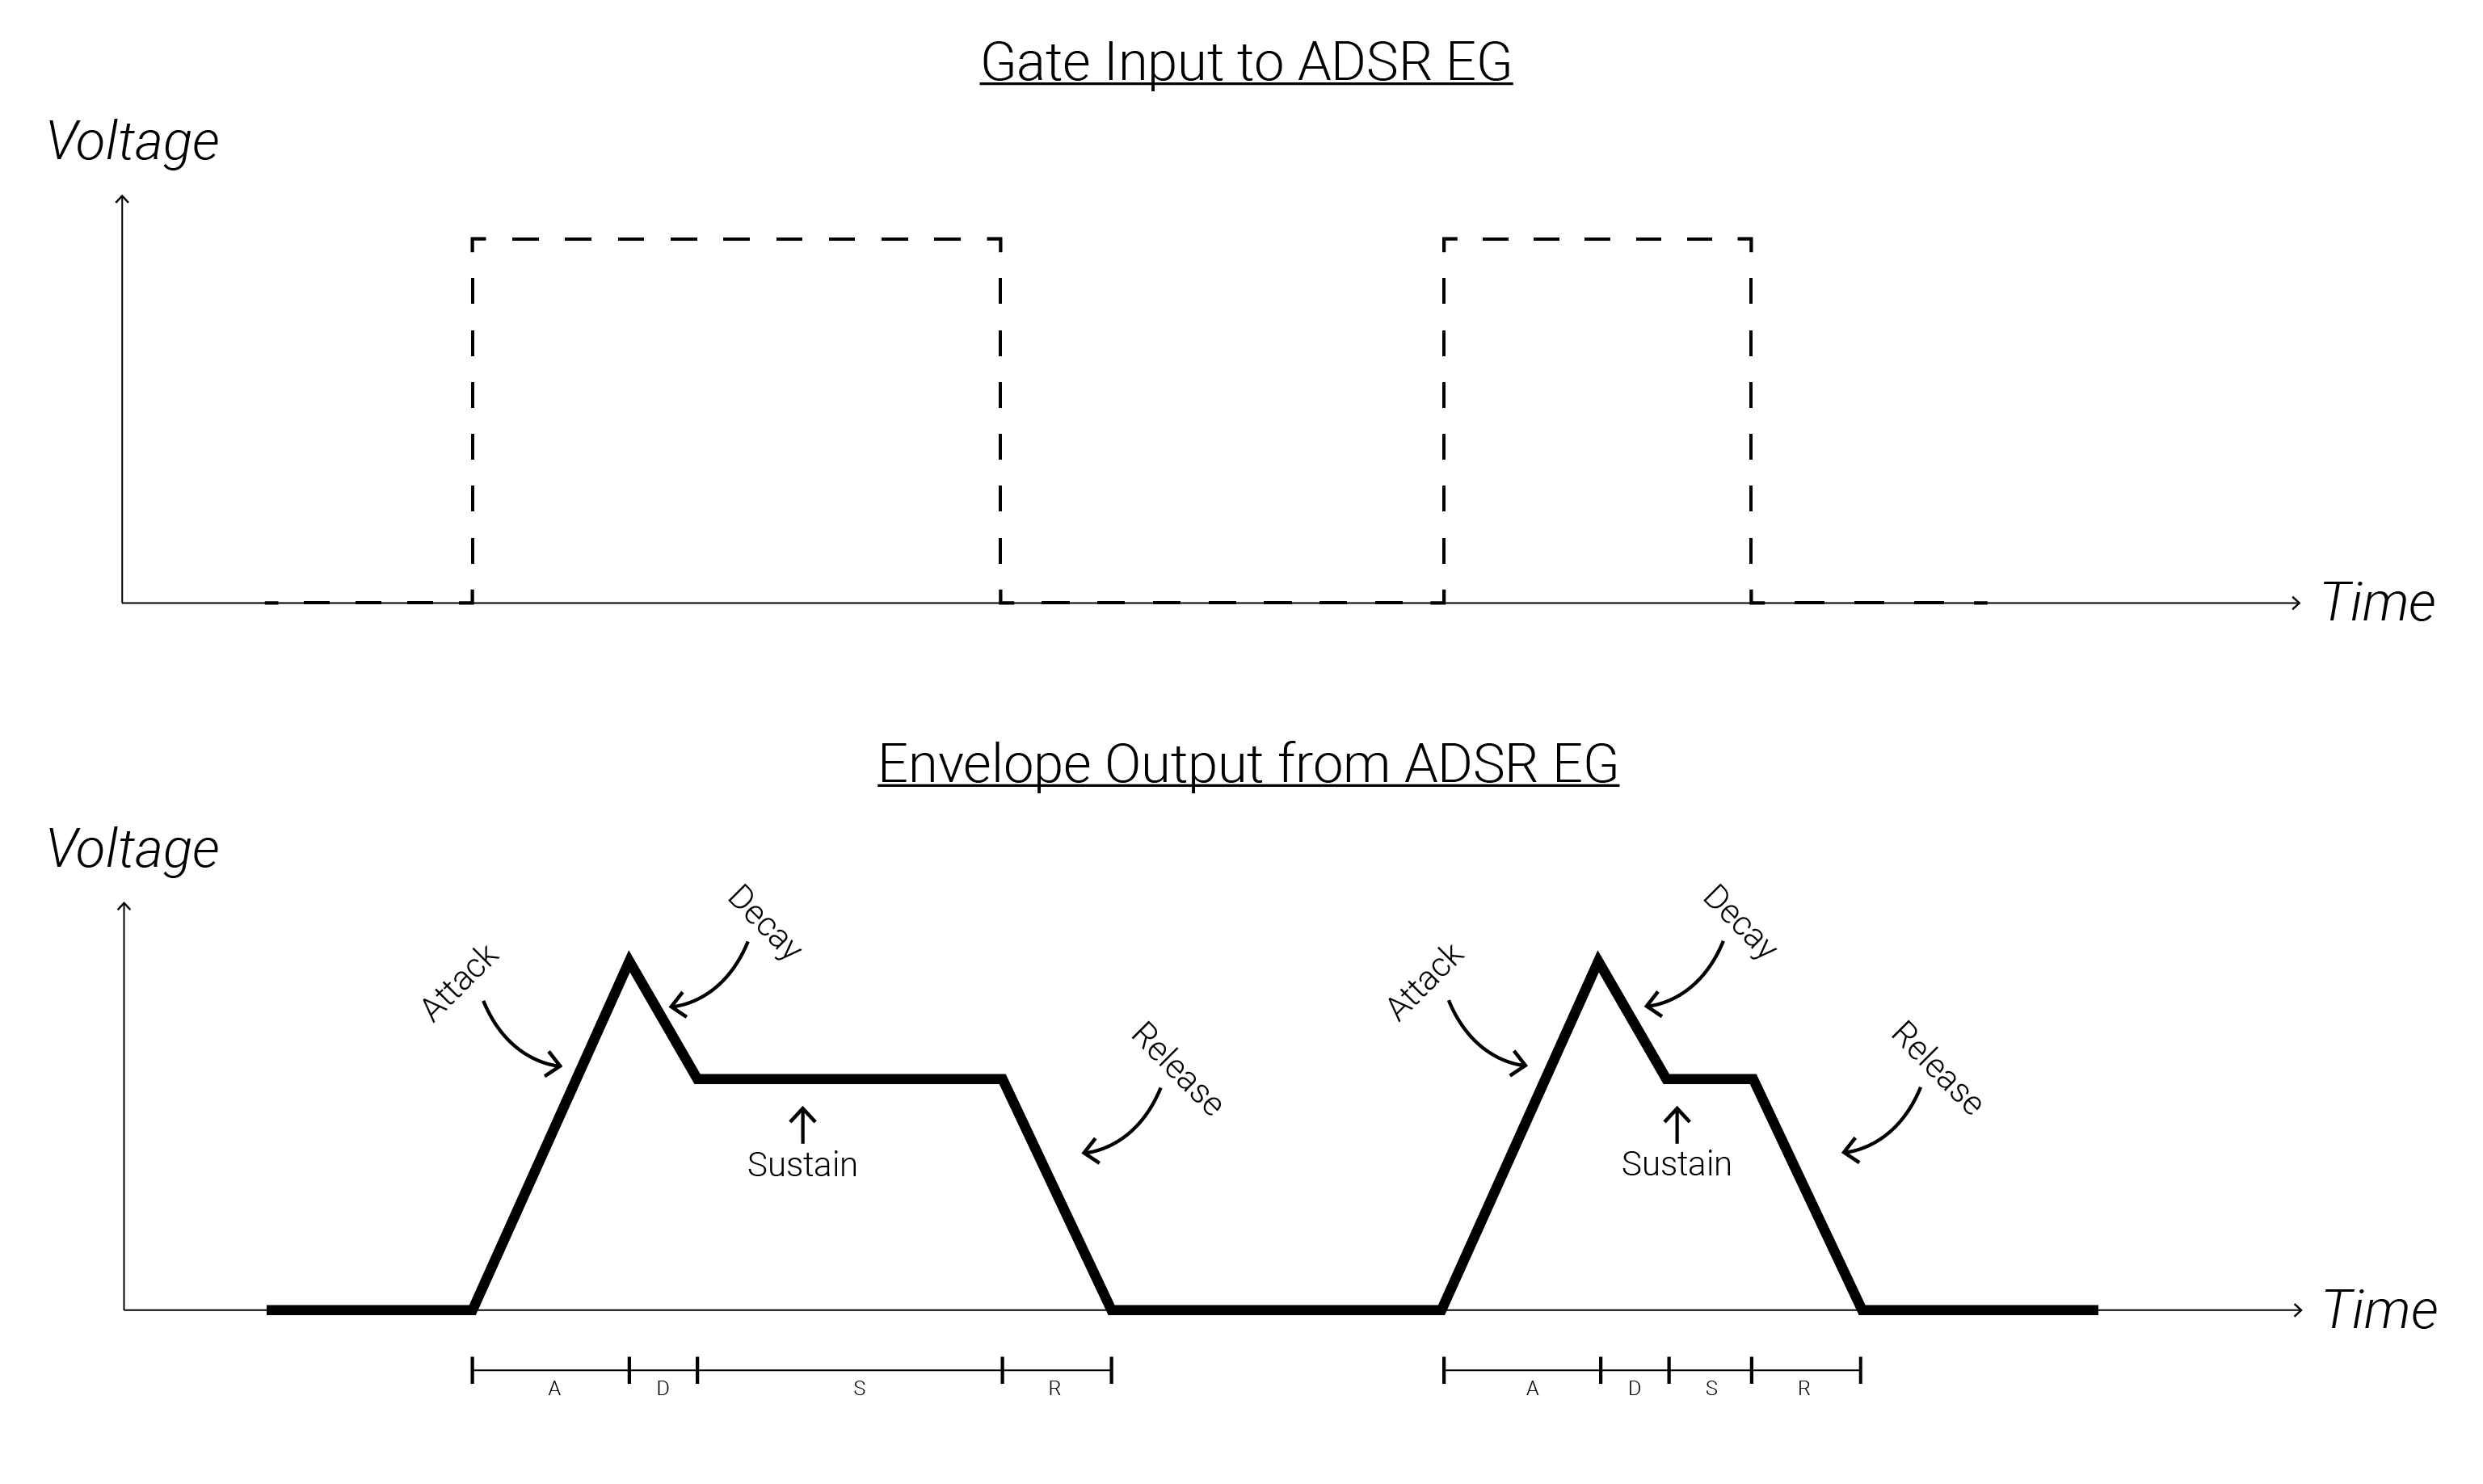 Gate Input to ADSR EG
Voltage
Time
Envelope Output from ADSR EG
Voltage
Attack
Decay
Sustain
Release
Attack
Decay
Sustain
Release
Time
A D S R A D S R